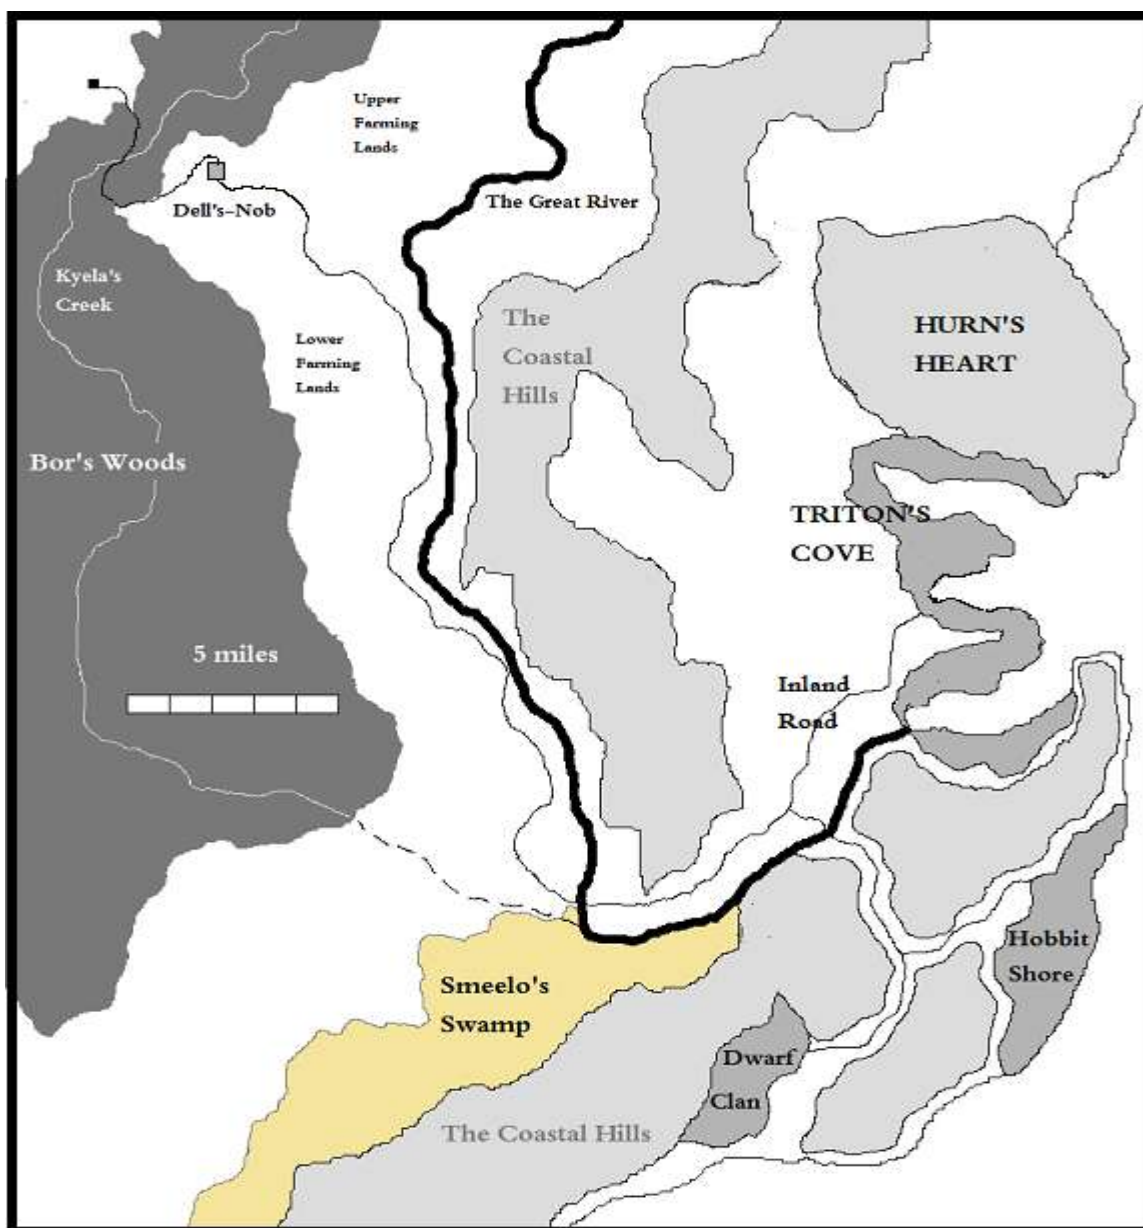 Upper
Farming
Lands
The Great River
Dell's-Nob
Kyela's
Creek
The
Coastal
Hills
HURN'S
HEART
Lower
Farming
Lands
Bor's Woods
TRITON'S
COVE
5 miles
Inland
Road
Hobbit
Shore
Smeelo's
Swamp
Dwarf
Clan
The Coastal Hills